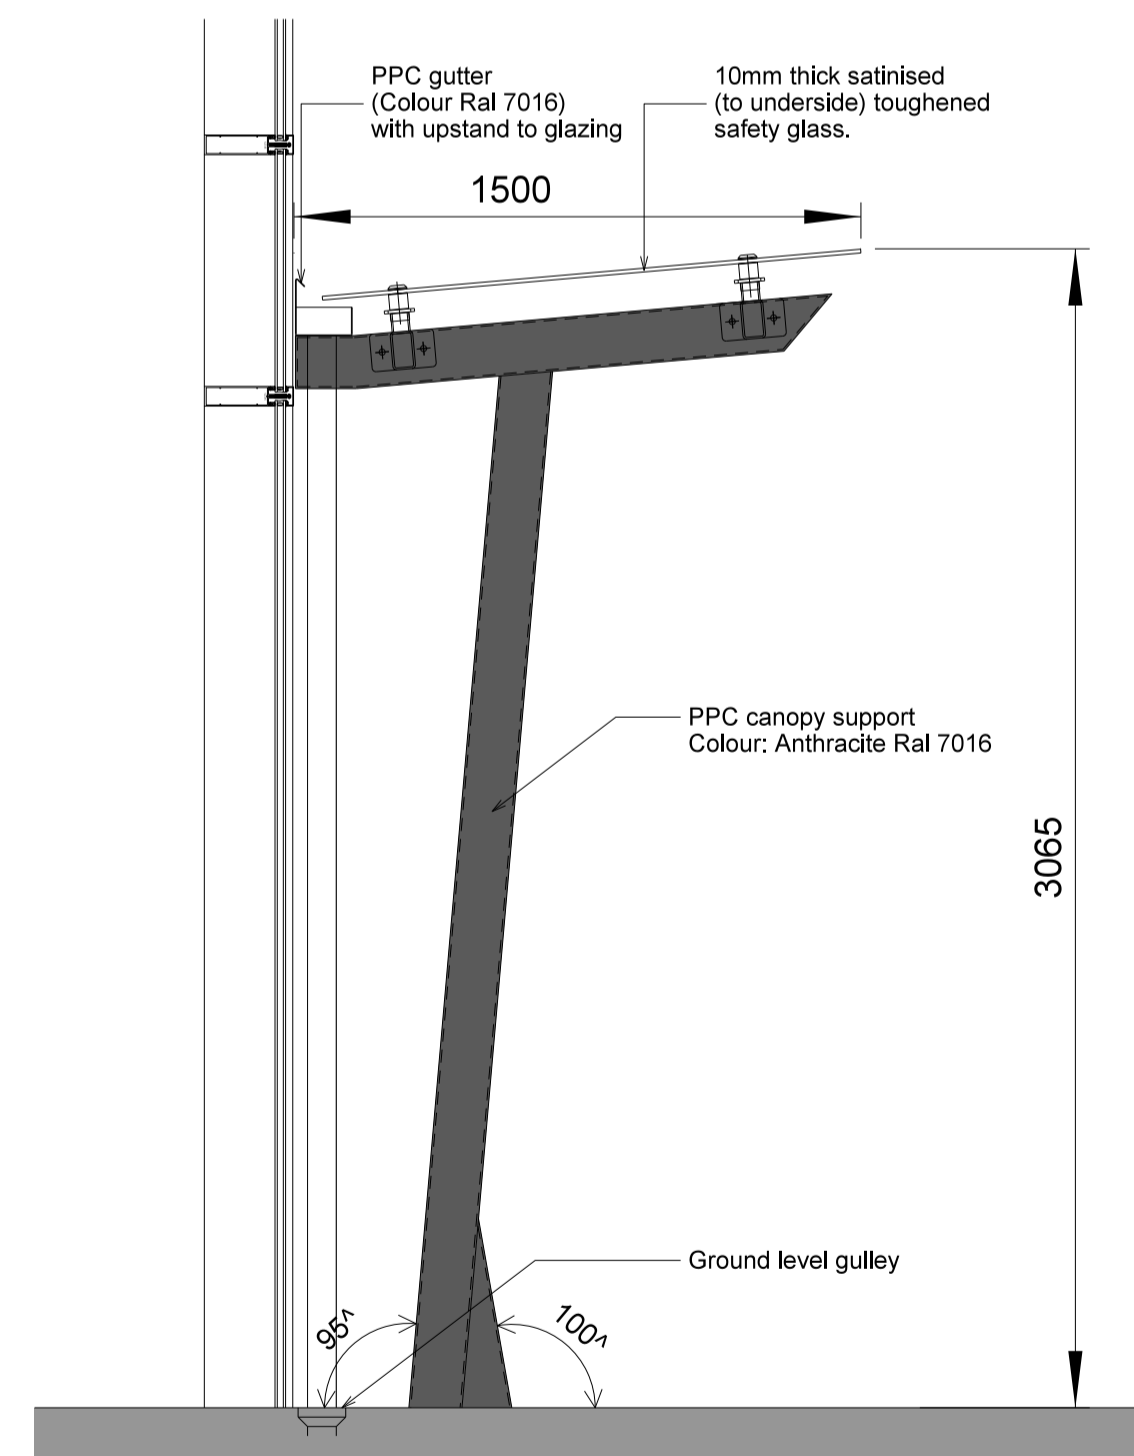 PPC gutter
(Colour Ral 7016)
with upstand to glazing
10mm thick satinised
(to underside) toughened
safety glass.
1500
PPC canopy support
Colour: Anthracite Ral 7016
3065
Ground level gulley
95^
100^